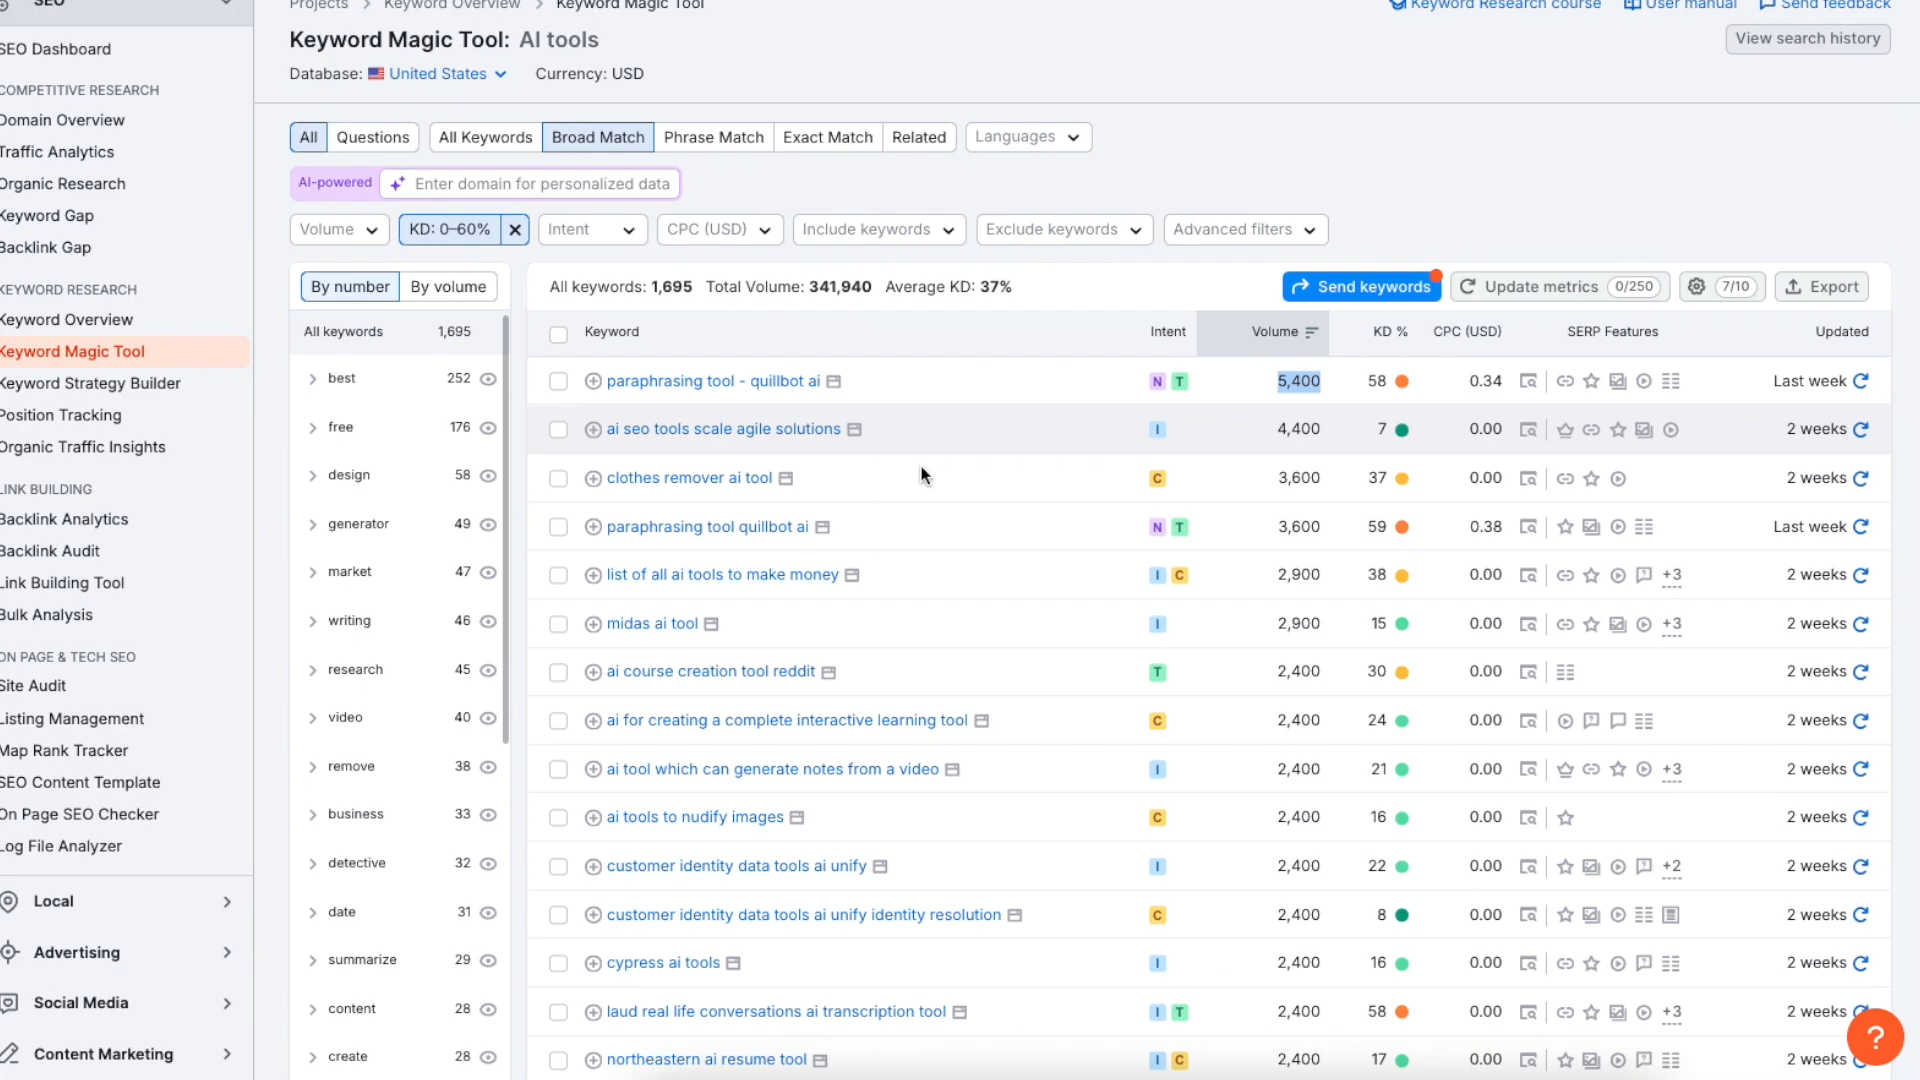 SEO
SEO Dashboard
COMPETITIVE RESEARCH
Domain Overview
Traffic Analytics
Organic Research
Keyword Gap
Backlink Gap
KEYWORD RESEARCH
Keyword Overview
Keyword Magic Tool
Keyword Strategy Builder
Position Tracking
Organic Traffic Insights
LINK BUILDING
Backlink Analytics
Backlink Audit
Link Building Tool
Bulk Analysis
ON PAGE & TECH SEO
Site Audit
Listing Management
Map Rank Tracker
SEO Content Template
On Page SEO Checker
Log File Analyzer
Local
Advertising
Social Media
Content Marketing
Projects > Keyword Overview > Keyword Magic Tool
Keyword Research course User manual Send feedback
Keyword Magic Tool: AI tools
View search history
Database: United States Currency: USD
All Questions All Keywords Broad Match Phrase Match Exact Match Related Languages
AI-powered Enter domain for personalized data
Volume KD: 0–60% Intent CPC (USD) Include keywords Exclude keywords Advanced filters
By number By volume
All keywords 1,695
best 252
free 176
design 58
generator 49
market 47
writing 46
research 45
video 40
remove 38
business 33
detective 32
date 31
summarize 29
content 28
create 28
All keywords: 1,695 Total Volume: 341,940 Average KD: 37%
Send keywords Update metrics 0/250 7/10 Export
Keyword Intent Volume KD % CPC (USD) SERP Features Updated
paraphrasing tool - quillbot ai N T 5,400 58 0.34 Last week
ai seo tools scale agile solutions I 4,400 7 0.00 2 weeks
clothes remover ai tool C 3,600 37 0.00 2 weeks
paraphrasing tool quillbot ai N T 3,600 59 0.38 Last week
list of all ai tools to make money I C 2,900 38 0.00 +3 2 weeks
midas ai tool I 2,900 15 0.00 +3 2 weeks
ai course creation tool reddit T 2,400 30 0.00 2 weeks
ai for creating a complete interactive learning tool C 2,400 24 0.00 2 weeks
ai tool which can generate notes from a video I 2,400 21 0.00 +3 2 weeks
ai tools to nudify images C 2,400 16 0.00 2 weeks
customer identity data tools ai unify I 2,400 22 0.00 +2 2 weeks
customer identity data tools ai unify identity resolution C 2,400 8 0.00 2 weeks
cypress ai tools I 2,400 16 0.00 2 weeks
laud real life conversations ai transcription tool I T 2,400 58 0.00 +3 2 weeks
northeastern ai resume tool I C 2,400 17 0.00 2 weeks
?